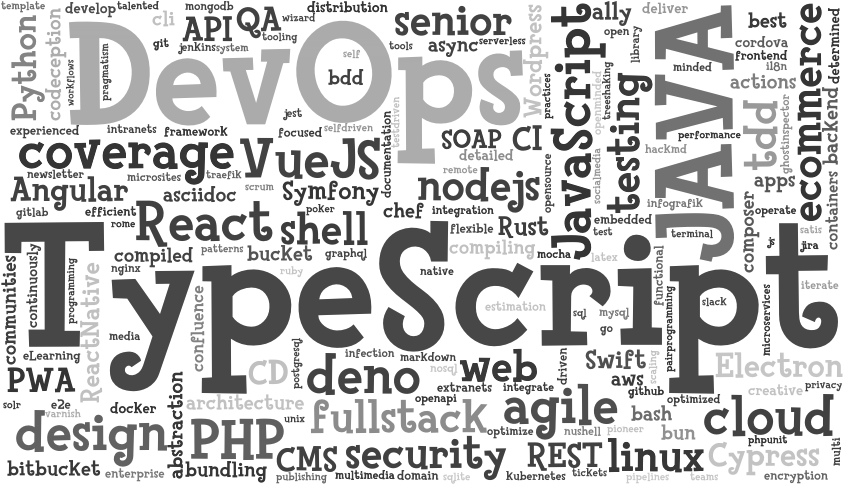 template
develop
talented
mongodb
distribution
senior
ally
deliver
Python
codeception
cli
git
API
QA
wizard
tooling
jenkins
system
self
tools
async
serverless
Wordpress
JavaScript
open
library
JAVA
best
cordova
frontend
i18n
ecommerce
determined
workflows
pragmatism
DevOps
bdd
jest
testdriven
practices
openminded
treeshaking
testing
minded
actions
tdd
ghostinspector
backend
experienced
intranets
framework
focused
selfdriven
documentation
SOAP
CI
detailed
remote
opensource
socialmedia
hackmd
performance
coverage
VueJS
newsletter
microsites
traefik
scrum
Angular
asciidoc
Symfony
nodejs
infografik
apps
containers
gitlab
efficient
rome
React
shell
poker
chef
integration
flexible
Rust
embedded
test
terminal
composer
operate
satis
js
jira
TypeScript
communities
continuously
programming
compiled
patterns
bucket
graphql
compiling
mocha
latex
functional
nginx
ReactNative
ruby
native
iterate
confluence
estimation
sql
mysql
go
pairprogramming
slack
microservices
media
eLearning
PWA
CD
postgresql
infection
markdown
nosql
web
driven
Swift
scaling
Electron
deno
extranets
integrate
aws
github
optimized
creative
privacy
solr
e2e
varnish
docker
abstraction
architecture
unix
openapi
fullstack
agile
bash
cloud
design
PHP
optimize
nushell
pioneer
bun
phpunit
multi
bitbucket
enterprise
bundling
CMS
security
REST
linux
Cypress
publishing
multimedia
domain
sqlite
Kubernetes
tickets
pipelines
teams
encryption